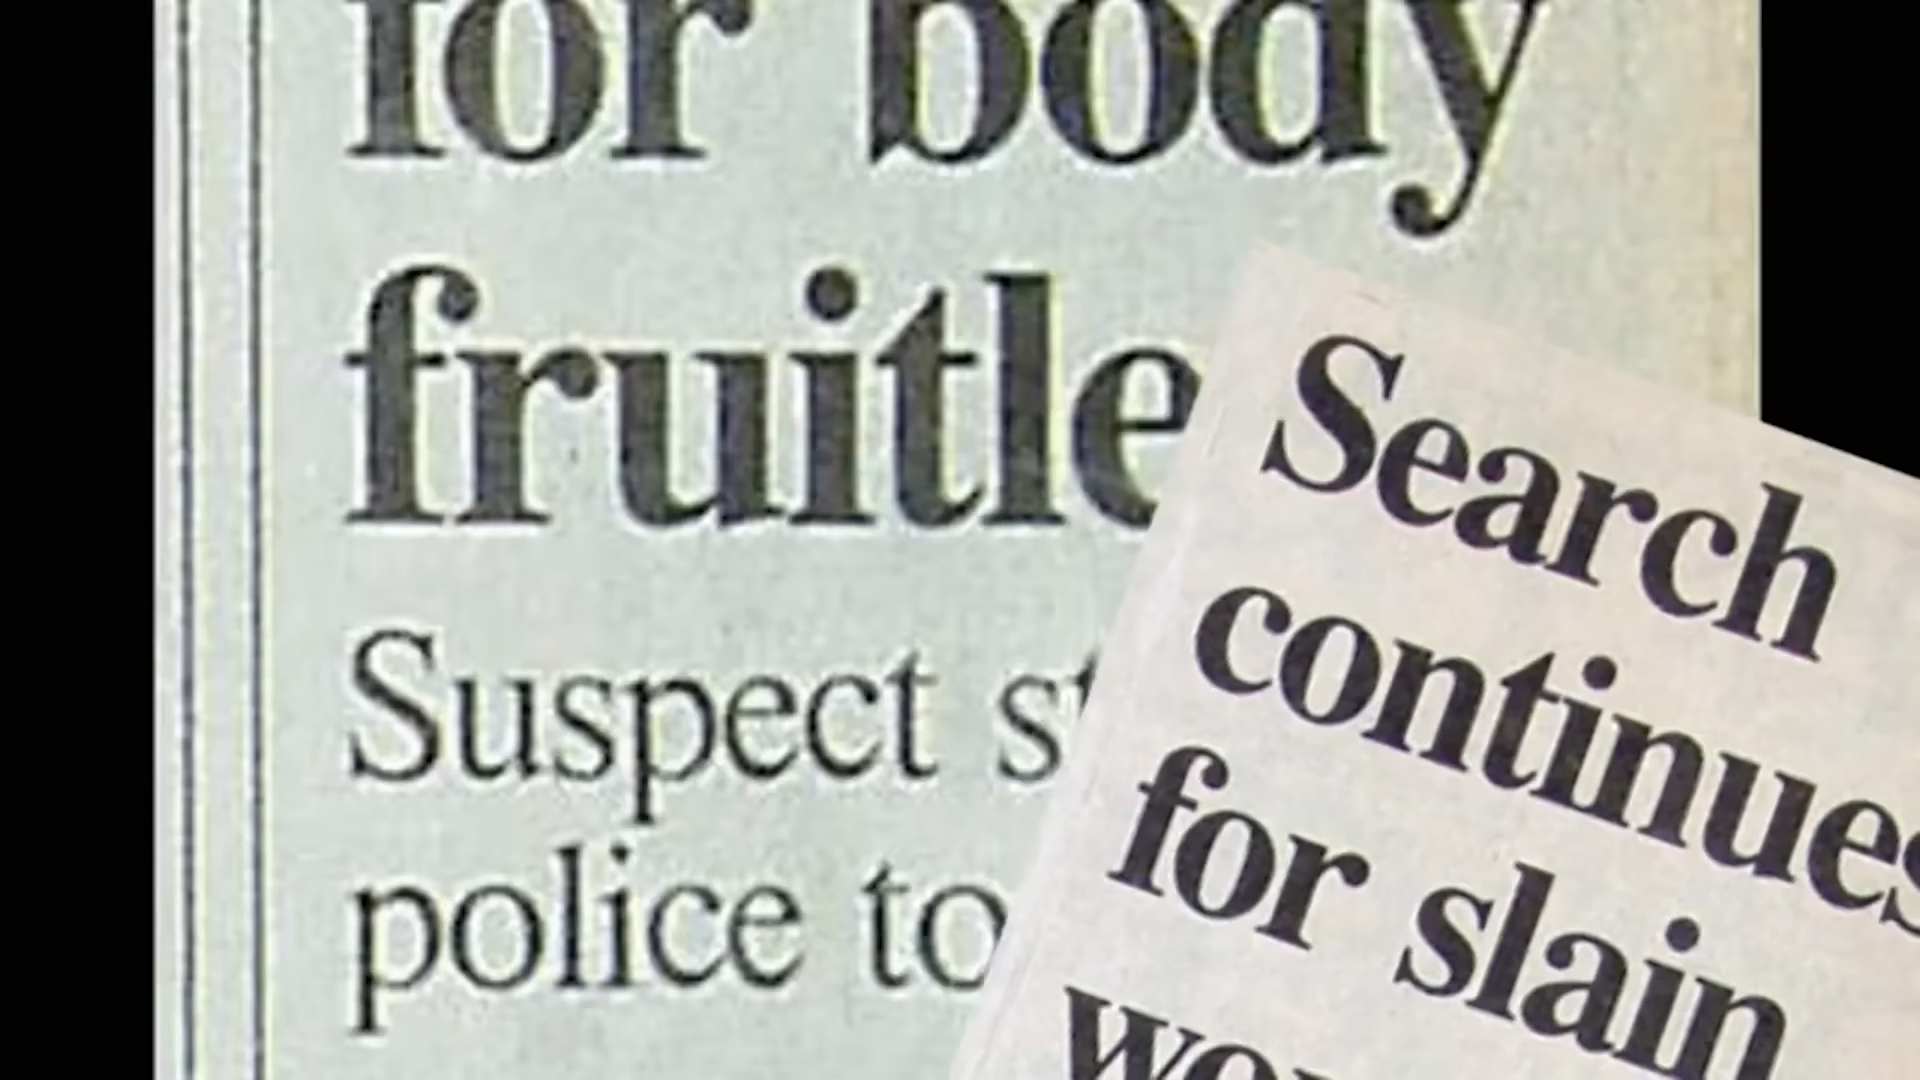 for body
fruitle
Suspect st
police to
Search
continues
for slain